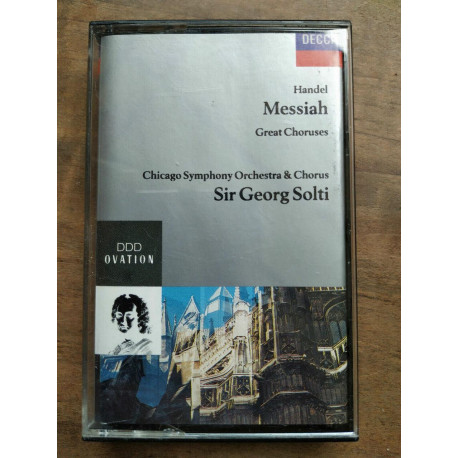 DECCA
Handel
Messiah
Great Choruses
Chicago Symphony Orchestra & Chorus
Sir Georg Solti
DDD
OVATION